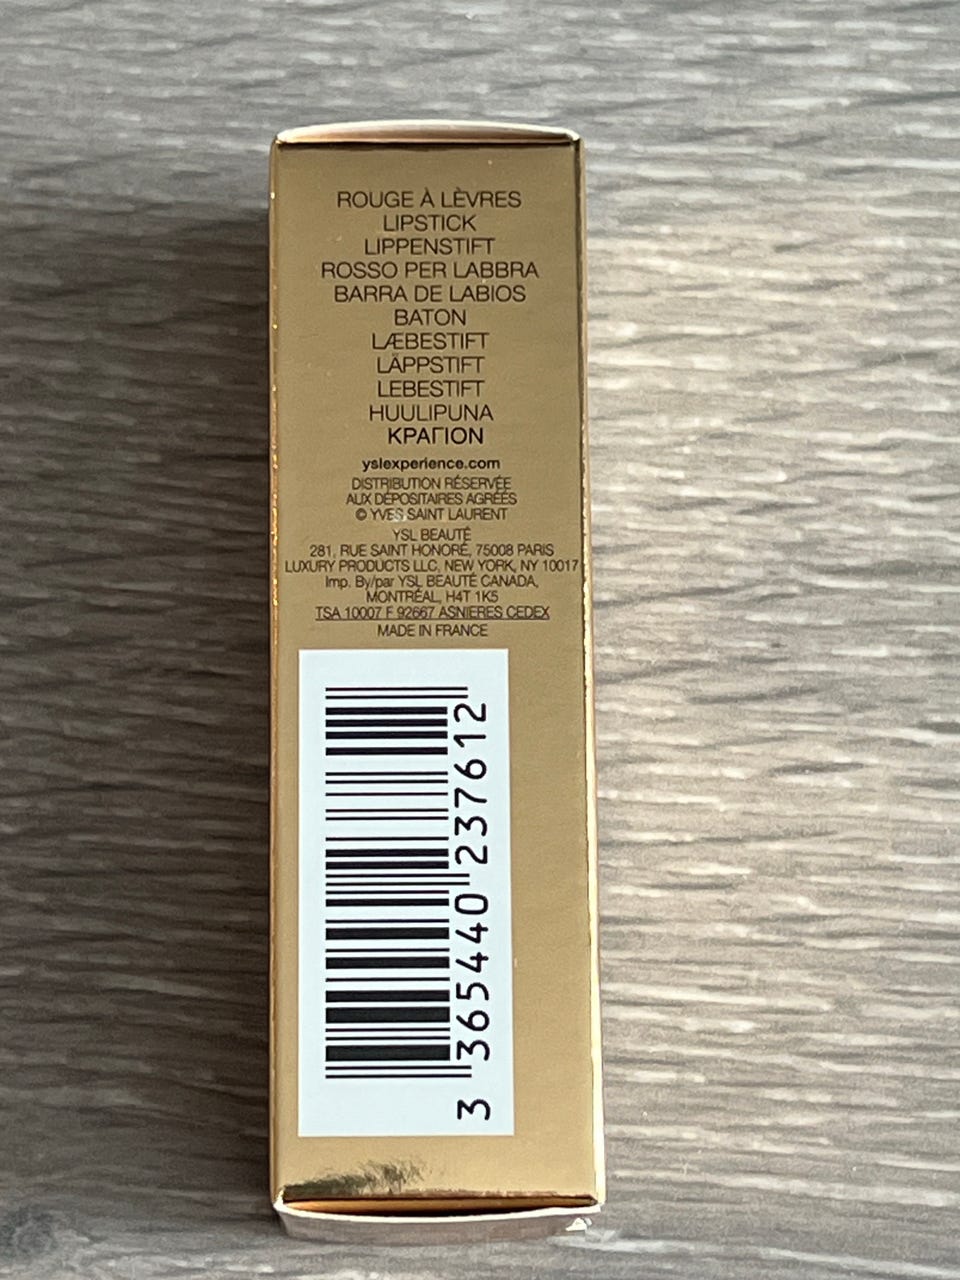 ROUGE À LÈVRES
LIPSTICK
LIPPENSTIFT
ROSSO PER LABBRA
BARRA DE LABIOS
BATON
LÆBESTIFT
LÄPPSTIFT
LEBESTIFT
HUULIPUNA
ΚΡΑΓΙΟΝ
yslexperience.com
DISTRIBUTION RÉSERVÉE
AUX DÉPOSITAIRES AGRÉÉS
© YVES SAINT LAURENT
YSL BEAUTÉ
281, RUE SAINT HONORÉ, 75008 PARIS
LUXURY PRODUCTS LLC, NEW YORK, NY 10017
Imp. By/par YSL BEAUTÉ CANADA,
MONTRÉAL, H4T 1K5
TSA 10007 F 92667 ASNIERES CEDEX
MADE IN FRANCE
3 365440 237612